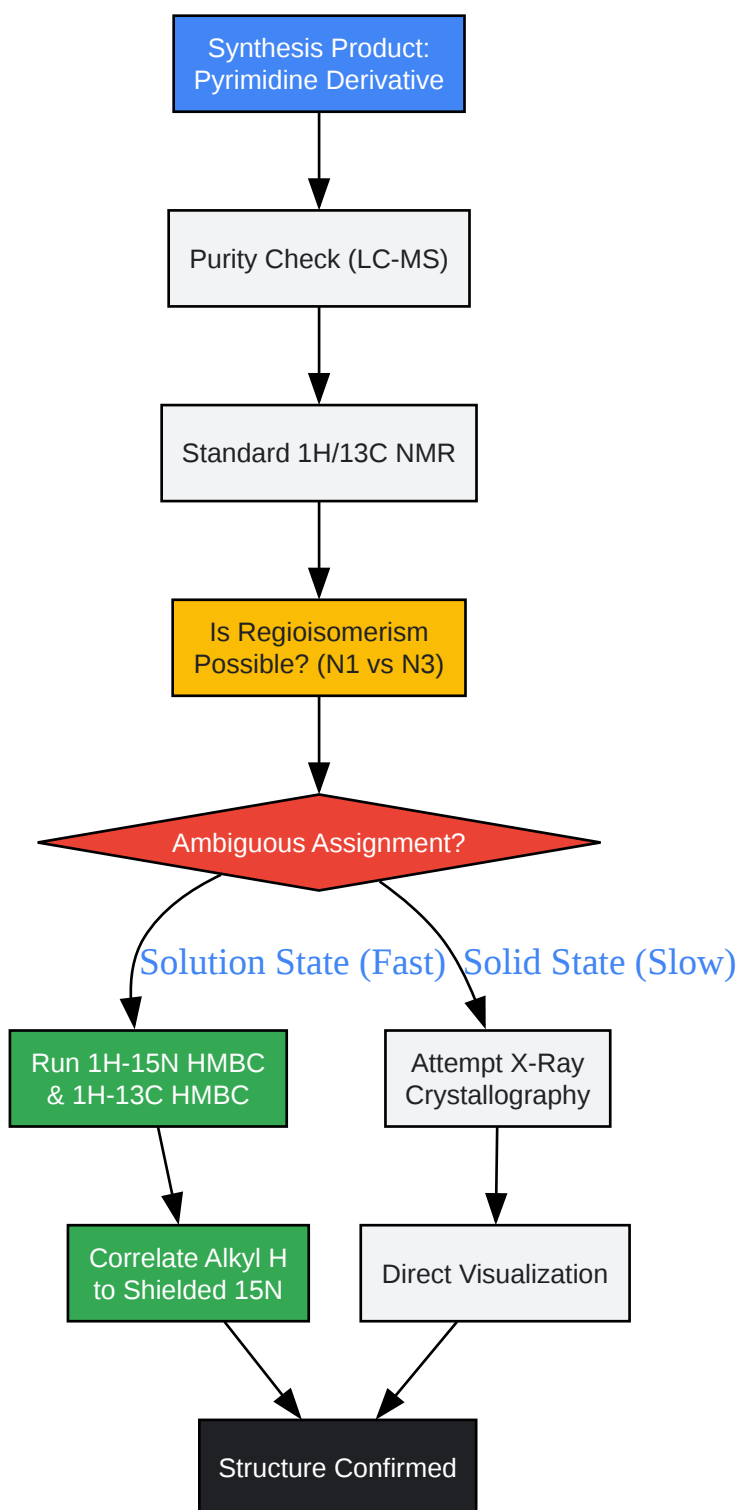 Synthesis Product:
Pyrimidine Derivative
Purity Check (LC-MS)
Standard 1H/13C NMR
Is Regioisomerism
Possible? (N1 vs N3)
Ambiguous Assignment?
Solution State (Fast)
Solid State (Slow)
Run 1H-15N HMBC
& 1H-13C HMBC
Attempt X-Ray
Crystallography
Correlate Alkyl H
to Shielded 15N
Direct Visualization
Structure Confirmed